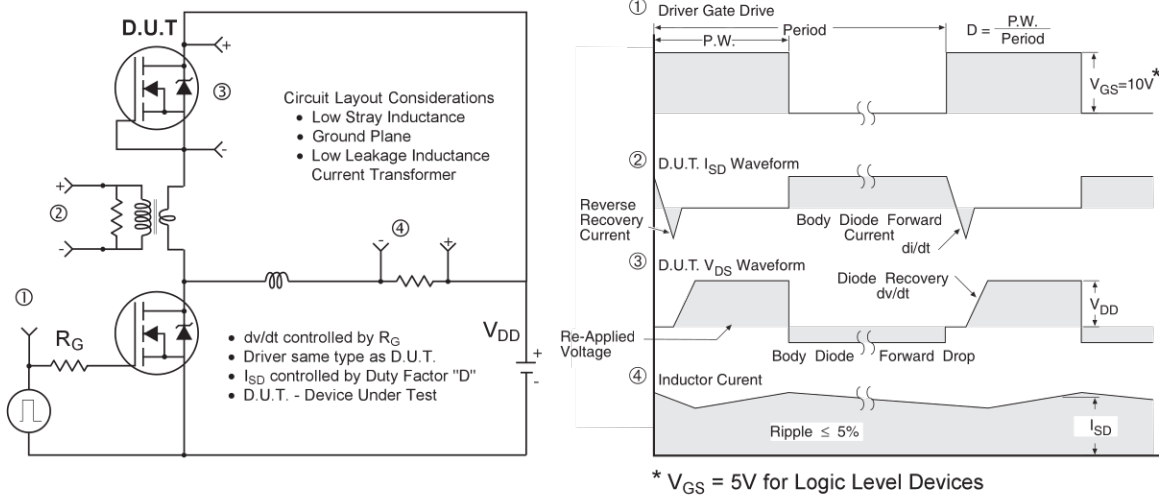 D.U.T
+
③
-
Circuit Layout Considerations
• Low Stray Inductance
• Ground Plane
• Low Leakage Inductance
Current Transformer
+
②
-
④
-
+
①
R_G
• dv/dt controlled by R_G
• Driver same type as D.U.T.
• I_SD controlled by Duty Factor "D"
• D.U.T. - Device Under Test
V_DD
+
-
① Driver Gate Drive
Period
P.W.
D = P.W. / Period
V_GS=10V *
② D.U.T. I_SD Waveform
Reverse
Recovery
Current
Body Diode Forward
Current
di/dt
③ D.U.T. V_DS Waveform
Diode Recovery
dv/dt
V_DD
Re-Applied
Voltage
Body Diode Forward Drop
④ Inductor Curent
Ripple ≤ 5%
I_SD
* V_GS = 5V for Logic Level Devices